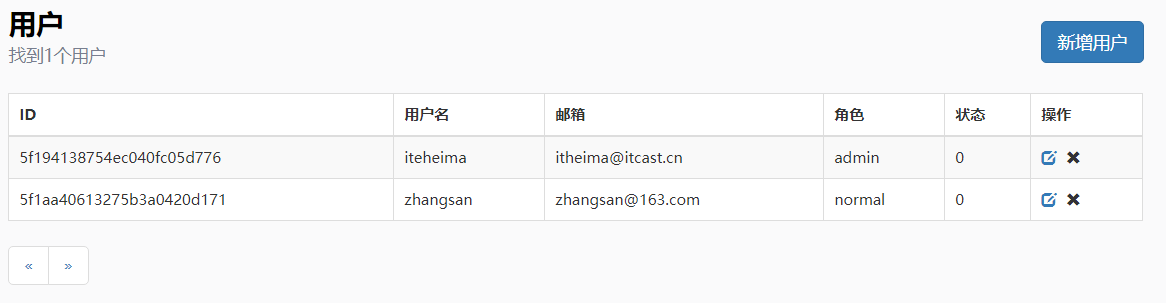 用户
找到1个用户
新增用户
ID 用户名 邮箱 角色 状态 操作
5f194138754ec040fc05d776 iteheima itheima@itcast.cn admin 0
5f1aa40613275b3a0420d171 zhangsan zhangsan@163.com normal 0
« »